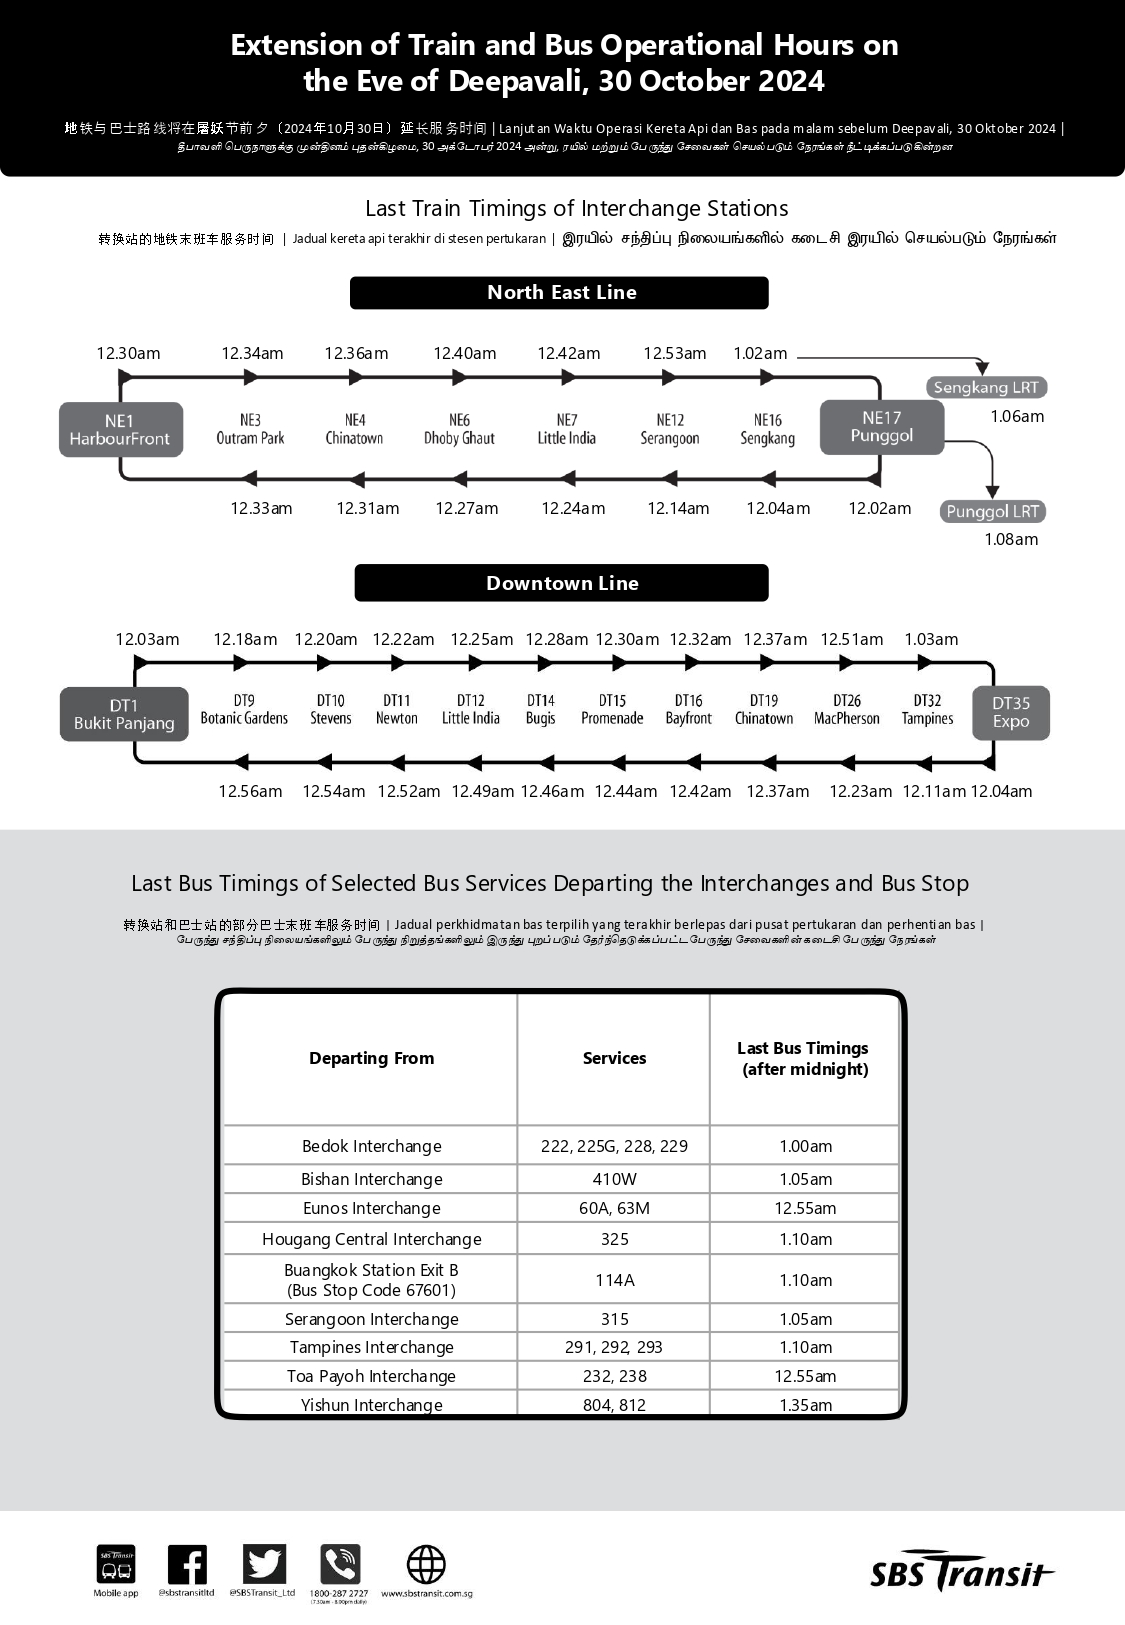 Extension of Train and Bus Operational Hours on
the Eve of Deepavali, 30 October 2024
地铁与巴士路线将在屠妖节前夕（2024年10月30日）延长服务时间 | Lanjutan Waktu Operasi Kereta Api dan Bas pada malam sebelum Deepavali, 30 Oktober 2024 |
தீபாவளி பெருநாளுக்கு முன்தினம் புதன்கிழமை, 30 அக்டோபர் 2024 அன்று, ரயில் மற்றும் பேருந்து சேவைகள் செயல்படும் நேரங்கள் நீட்டிக்கப்படுகின்றன
Last Train Timings of Interchange Stations
转换站的地铁末班车服务时间 | Jadual kereta api terakhir di stesen pertukaran | இரயில் சந்திப்பு நிலையங்களில் கடைசி இரயில் செயல்படும் நேரங்கள்
North East Line
12.30am 12.34am 12.36am 12.40am 12.42am 12.53am 1.02am
Sengkang LRT
1.06am
NE1 NE3 NE4 NE6 NE7 NE12 NE16 NE17
HarbourFront Outram Park Chinatown Dhoby Ghaut Little India Serangoon Sengkang Punggol
12.33am 12.31am 12.27am 12.24am 12.14am 12.04am 12.02am
Punggol LRT
1.08am
Downtown Line
12.03am 12.18am 12.20am 12.22am 12.25am 12.28am 12.30am 12.32am 12.37am 12.51am 1.03am
DT1 DT9 DT10 DT11 DT12 DT14 DT15 DT16 DT19 DT26 DT32 DT35
Bukit Panjang Botanic Gardens Stevens Newton Little India Bugis Promenade Bayfront Chinatown MacPherson Tampines Expo
12.56am 12.54am 12.52am 12.49am 12.46am 12.44am 12.42am 12.37am 12.23am 12.11am 12.04am
Last Bus Timings of Selected Bus Services Departing the Interchanges and Bus Stop
转换站和巴士站的部分巴士末班车服务时间 | Jadual perkhidmatan bas terpilih yang terakhir berlepas dari pusat pertukaran dan perhentian bas |
பேருந்து சந்திப்பு நிலையங்களிலும் பேருந்து நிறுத்தங்களிலும் இருந்து புறப்படும் தேர்ந்தெடுக்கப்பட்ட பேருந்து சேவைகளின் கடைசி பேருந்து நேரங்கள்
Departing From Services Last Bus Timings
(after midnight)
Bedok Interchange 222, 225G, 228, 229 1.00am
Bishan Interchange 410W 1.05am
Eunos Interchange 60A, 63M 12.55am
Hougang Central Interchange 325 1.10am
Buangkok Station Exit B
(Bus Stop Code 67601) 114A 1.10am
Serangoon Interchange 315 1.05am
Tampines Interchange 291, 292, 293 1.10am
Toa Payoh Interchange 232, 238 12.55am
Yishun Interchange 804, 812 1.35am
SBS Transit
Mobile app @sbstransitltd @SBSTransit_Ltd 1800-287 2727 www.sbstransit.com.sg
(7.30am - 8.00pm daily)
SBS Transit